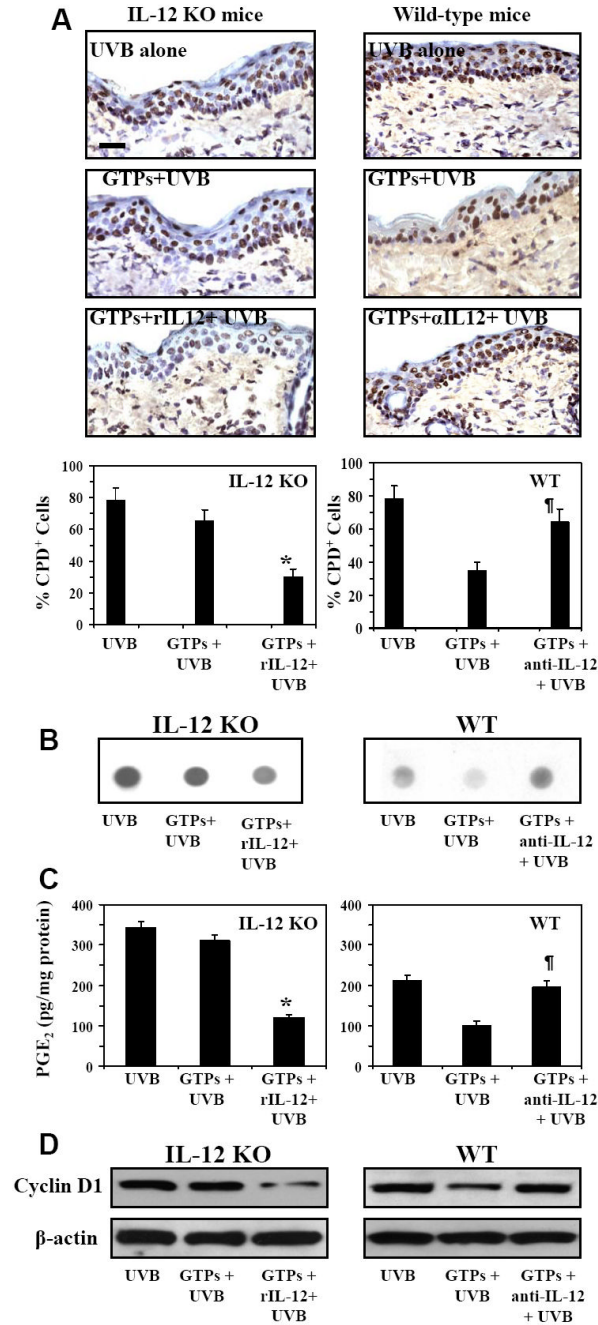 A
IL-12 KO mice
Wild-type mice
UVB alone
UVB alone
GTPs+UVB
GTPs+UVB
GTPs+rIL12+ UVB
GTPs+αIL12+ UVB
% CPD+ Cells
100
80
60
40
20
0
IL-12 KO
*
UVB
GTPs +
UVB
GTPs +
rIL-12+
UVB
% CPD+ Cells
100
80
60
40
20
0
WT
¶
UVB
GTPs +
UVB
GTPs +
anti-IL-12
+ UVB
B
IL-12 KO
WT
UVB
GTPs+
UVB
GTPs+
rIL-12+
UVB
UVB
GTPs +
UVB
GTPs +
anti-IL-12
+ UVB
C
PGE2 (pg/mg protein)
400
300
200
100
0
IL-12 KO
*
UVB
GTPs +
UVB
GTPs +
rIL-12+
UVB
400
300
200
100
0
WT
¶
UVB
GTPs +
UVB
GTPs +
anti-IL-12
+ UVB
D
IL-12 KO
WT
Cyclin D1
β-actin
UVB
GTPs +
UVB
GTPs +
rIL-12+
UVB
UVB
GTPs +
UVB
GTPs +
anti-IL-12
+ UVB